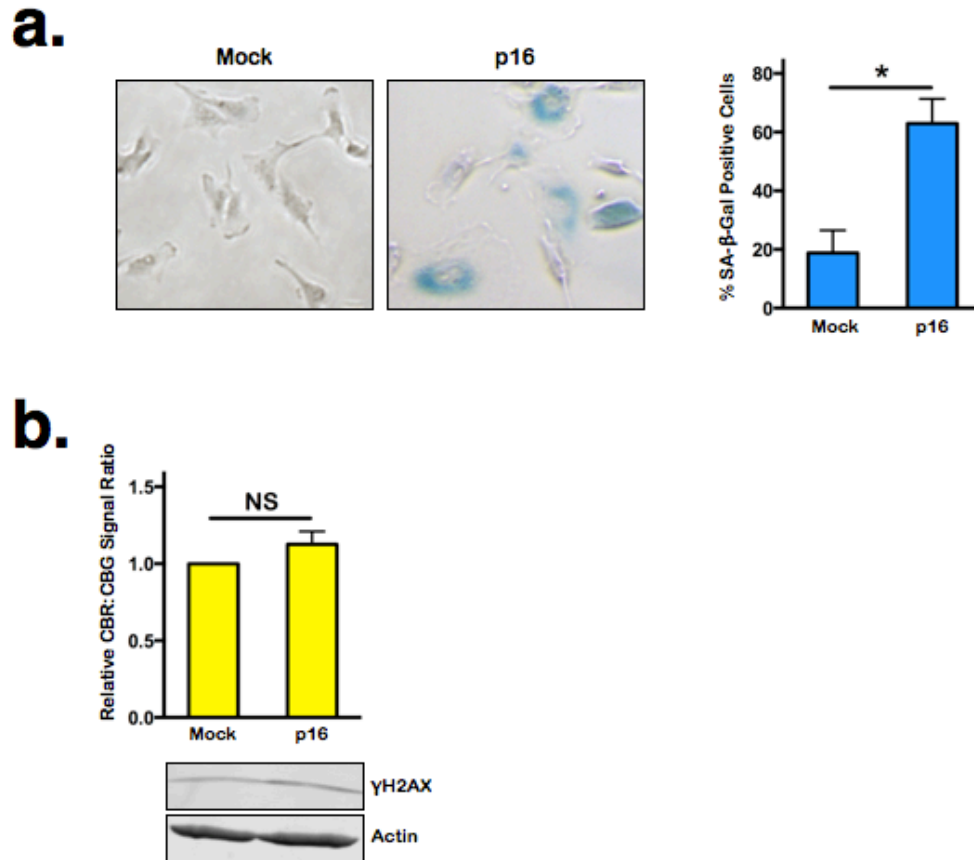 a.
Mock
p16
% SA-β-Gal Positive Cells
80
60
40
20
0
*
Mock
p16
b.
Relative CBR:CBG Signal Ratio
1.5
1.0
0.5
0.0
NS
Mock
p16
γH2AX
Actin